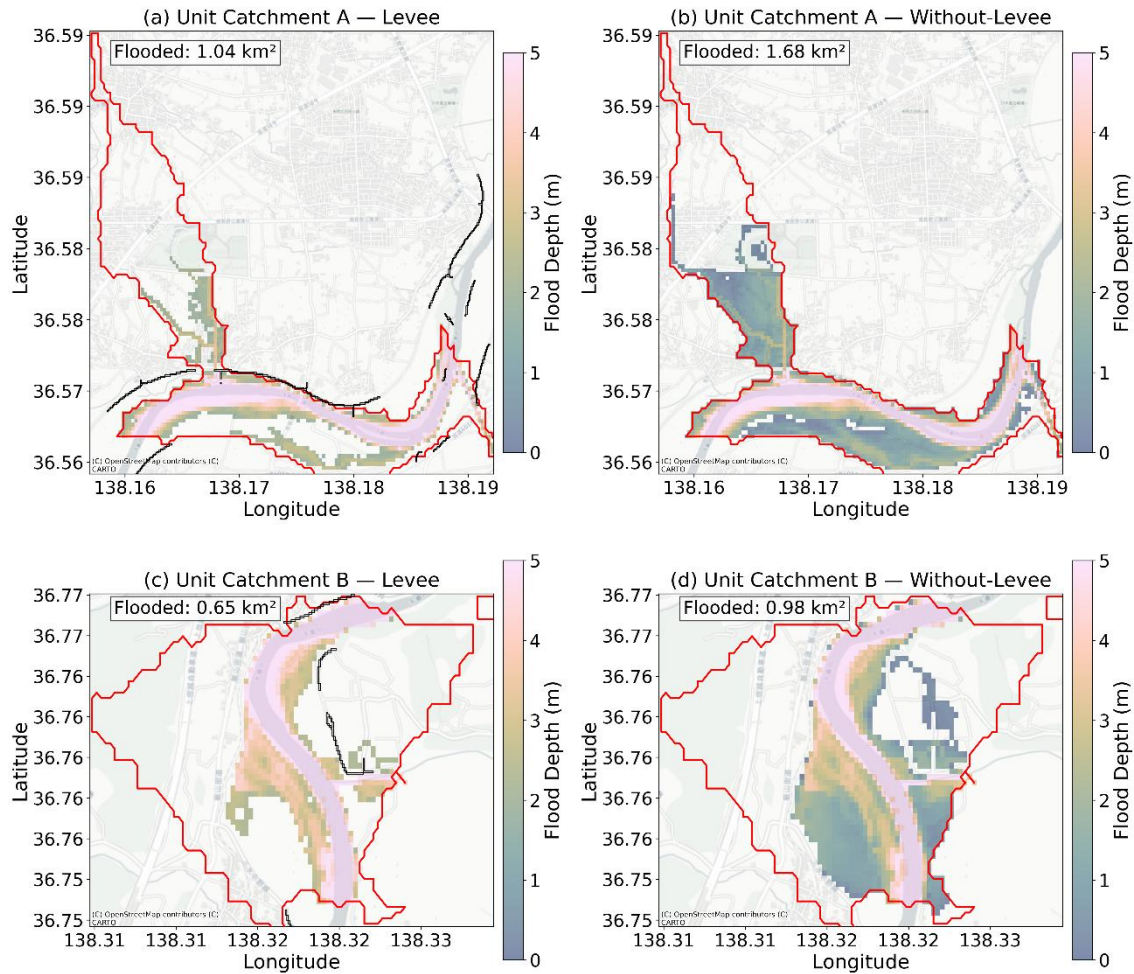 (a) Unit Catchment A — Levee
Flooded: 1.04 km²
36.59
36.59
36.59
36.58
36.58
36.57
36.56
Latitude
138.16
138.17
138.18
138.19
Longitude
(C) OpenStreetMap contributors (C)
CARTO
5
4
3
2
1
0
Flood Depth (m)
(b) Unit Catchment A — Without-Levee
Flooded: 1.68 km²
36.59
36.59
36.59
36.58
36.58
36.57
36.56
Latitude
138.16
138.17
138.18
138.19
Longitude
(C) OpenStreetMap contributors (C)
CARTO
5
4
3
2
1
0
Flood Depth (m)
(c) Unit Catchment B — Levee
Flooded: 0.65 km²
36.77
36.77
36.76
36.76
36.76
36.76
36.75
36.75
Latitude
138.31
138.31
138.32
138.32
138.33
Longitude
(C) OpenStreetMap contributors (C)
CARTO
5
4
3
2
1
0
Flood Depth (m)
(d) Unit Catchment B — Without-Levee
Flooded: 0.98 km²
36.77
36.77
36.76
36.76
36.76
36.76
36.75
36.75
Latitude
138.31
138.31
138.32
138.32
138.33
Longitude
(C) OpenStreetMap contributors (C)
CARTO
5
4
3
2
1
0
Flood Depth (m)